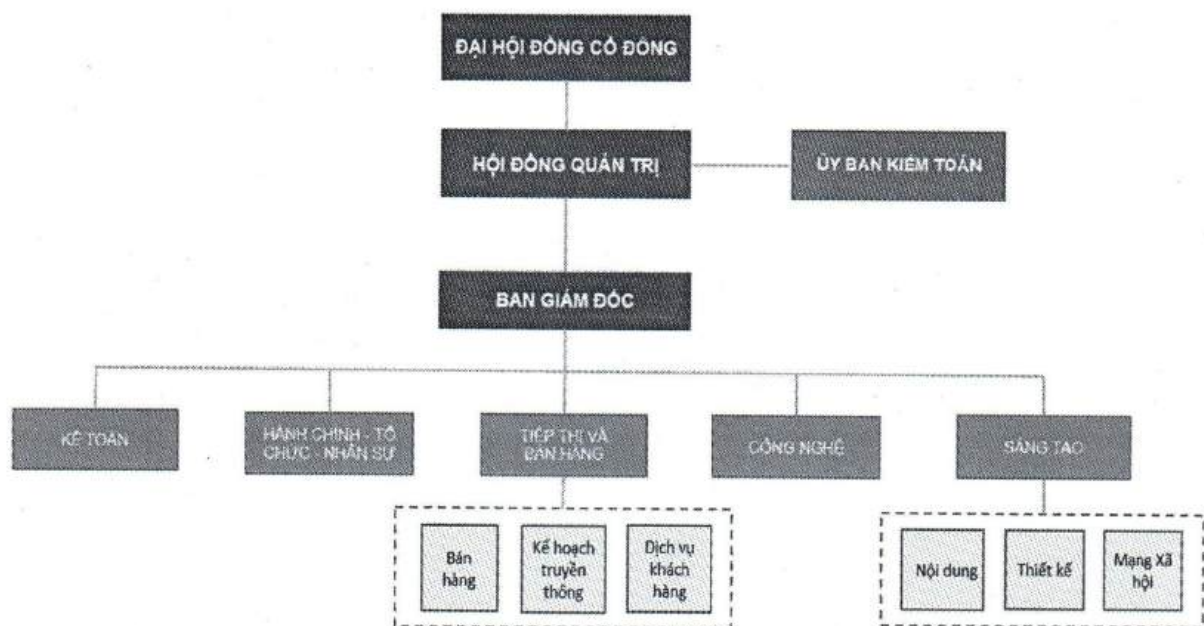 ĐẠI HỘI ĐỒNG CỔ ĐÔNG
HỘI ĐỒNG QUẢN TRỊ
ỦY BAN KIỂM TOÁN
BAN GIÁM ĐỐC
KẾ TOÁN
HÀNH CHÍNH - TỔ
CHỨC - NHÂN SỰ
TIẾP THỊ VÀ
BÁN HÀNG
CÔNG NGHỆ
SÁNG TẠO
Bán
hàng
Kế hoạch
truyền
thông
Dịch vụ
khách
hàng
Nội dung
Thiết kế
Mạng Xã
hội